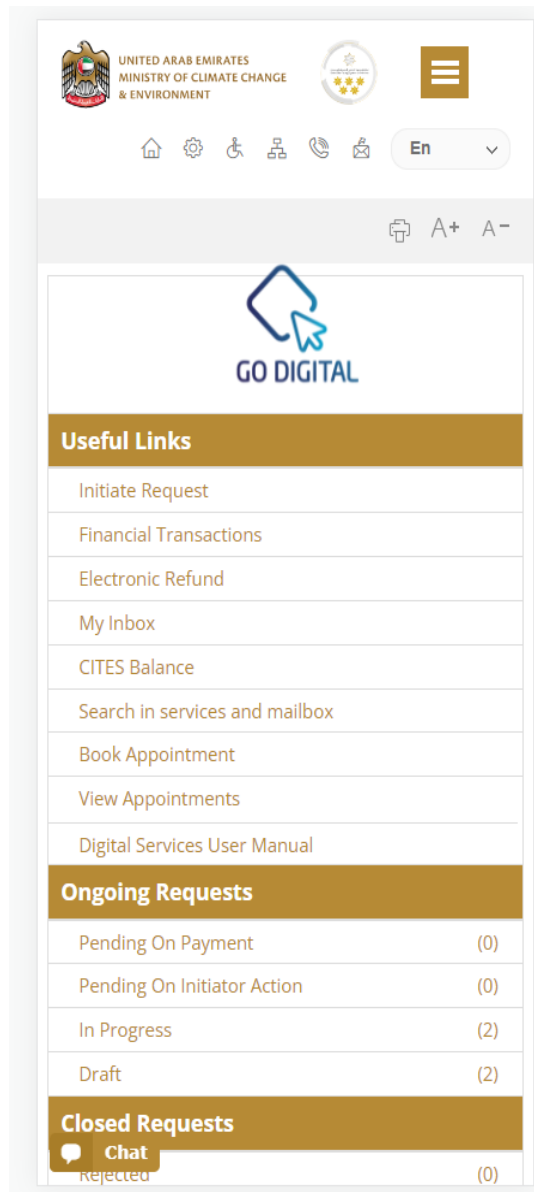 UNITED ARAB EMIRATES
MINISTRY OF CLIMATE CHANGE
& ENVIRONMENT
En
A+ A-
GO DIGITAL
Useful Links
Initiate Request
Financial Transactions
Electronic Refund
My Inbox
CITES Balance
Search in services and mailbox
Book Appointment
View Appointments
Digital Services User Manual
Ongoing Requests
Pending On Payment (0)
Pending On Initiator Action (0)
In Progress (2)
Draft (2)
Closed Requests
Chat
Rejected (0)